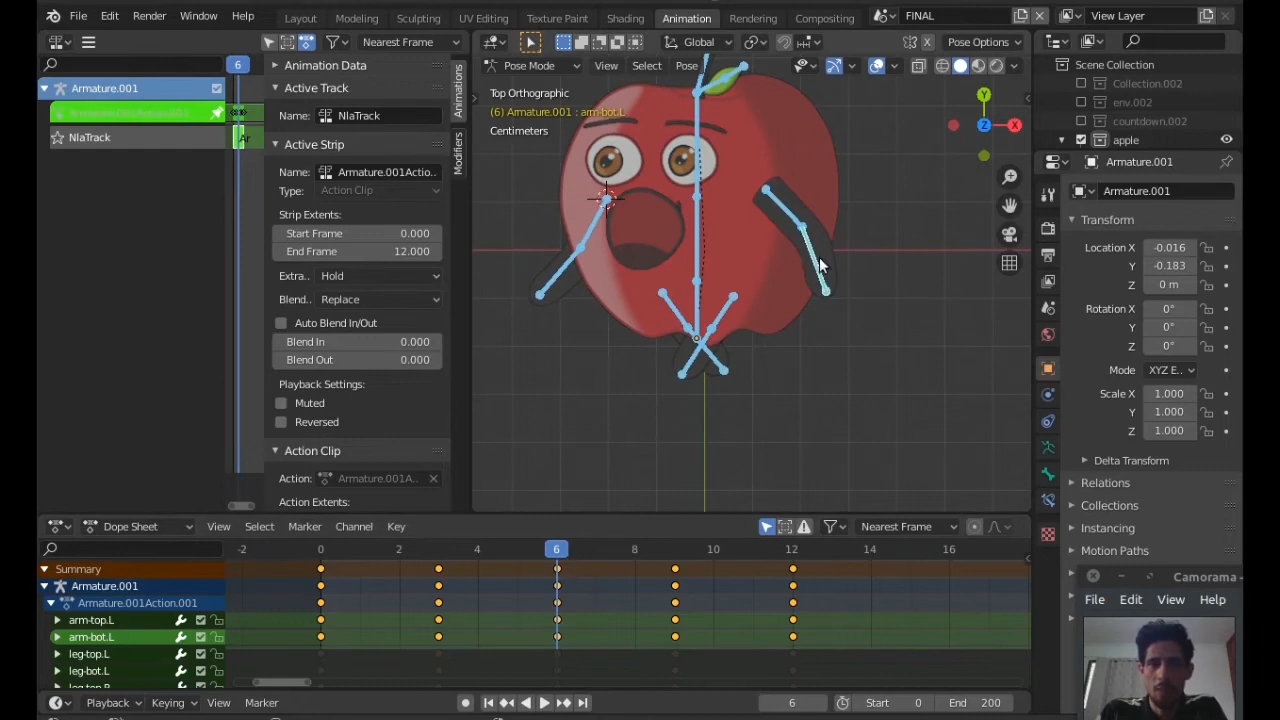 File Edit Render Window Help
Layout Modeling Sculpting UV Editing Texture Paint Shading Animation Rendering Compositing
FINAL
View Layer
Nearest Frame
Global
Pose Options
6
Animation Data
Pose Mode View Select Pose
Scene Collection
Collection.002
env.002
countdown.002
apple
Armature.001
Active Track
Name: NlaTrack
NlaTrack
Ar
Active Strip
Name: Armature.001Actio..
Type: Action Clip
Strip Extents:
Start Frame 0.000
End Frame 12.000
Extra.. Hold
Blend.. Replace
Auto Blend In/Out
Blend In 0.000
Blend Out 0.000
Playback Settings:
Muted
Reversed
Action Clip
Action: Armature.001A..
Action Extents:
Animations
Modifiers
Top Orthographic
(6) Armature.001 : arm-bot.L
Centimeters
Y
X
Z
Armature.001
Armature.001
Transform
Location X -0.016
Y -0.183
Z 0 m
Rotation X 0°
Y 0°
Z 0°
Mode XYZ E..
Scale X 1.000
Y 1.000
Z 1.000
Delta Transform
Relations
Collections
Instancing
Motion Paths
Dope Sheet View Select Marker Channel Key
Nearest Frame
-2 0 2 4 6 8 10 12 14 16
Summary
Armature.001
Armature.001Action.001
arm-top.L
arm-bot.L
leg-top.L
leg-bot.L
Playback Keying View Marker
6
Start 0
End 200
Camorama
File Edit View Help